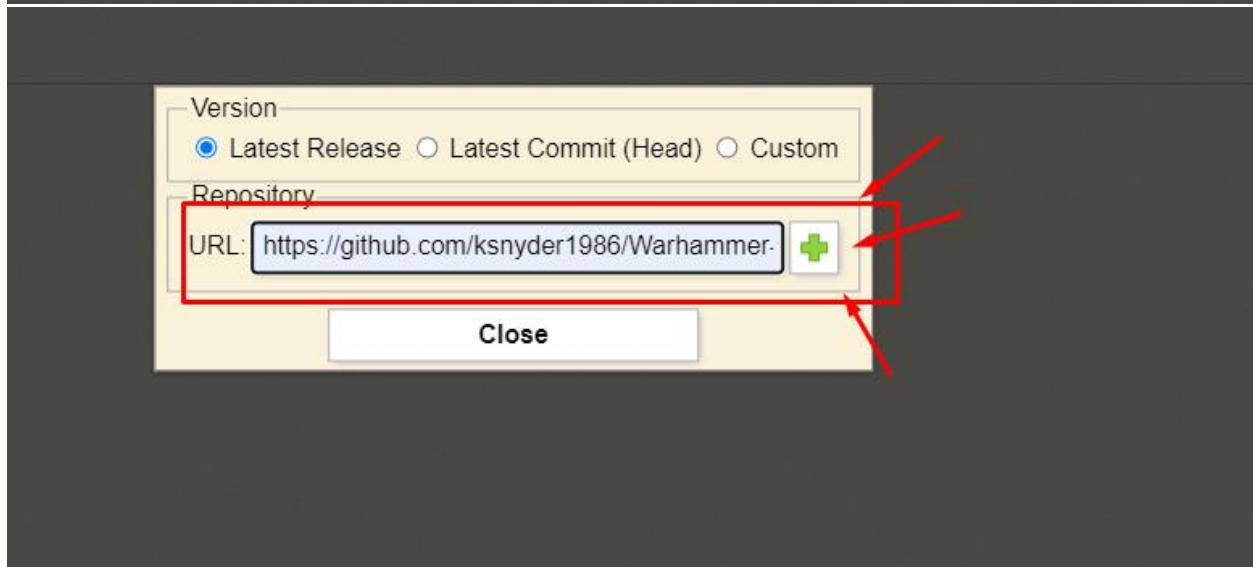 Version
Latest Release Latest Commit (Head) Custom
Repository
URL: https://github.com/ksnyder1986/Warhammer-
Close